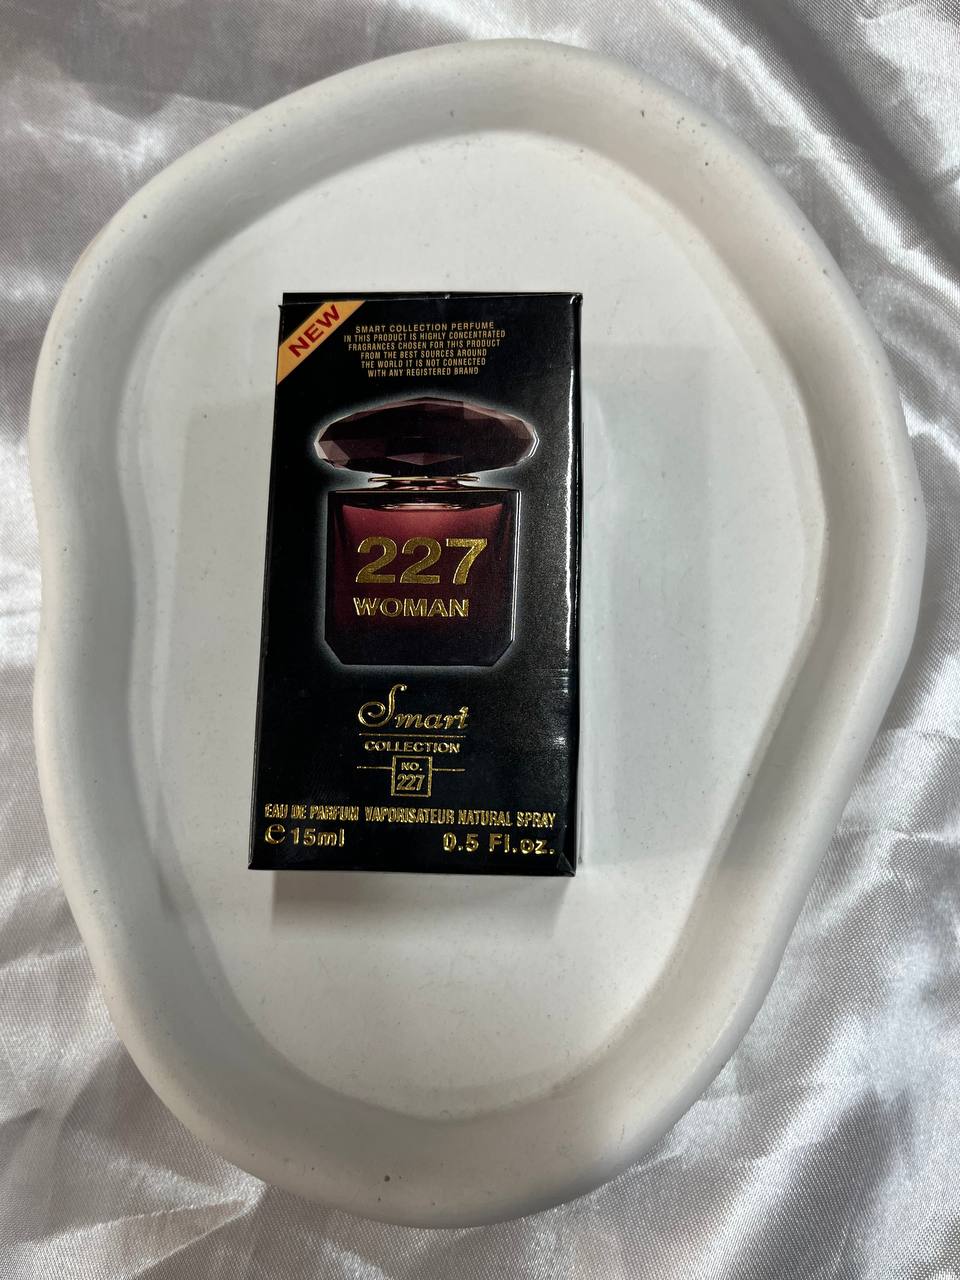 NEW
SMART COLLECTION PERFUME
IN THIS PRODUCT IS HIGHLY CONCENTRATED
FRAGRANCES CHOSEN FOR THIS PRODUCT
FROM THE BEST SOURCES AROUND
THE WORLD IT IS NOT CONNECTED
WITH ANY REGISTERED BRAND
227
WOMAN
Smart
COLLECTION
NO.
227
EAU DE PARFUM VAPORISATEUR NATURAL SPRAY
℮15ml 0.5 Fl.oz.